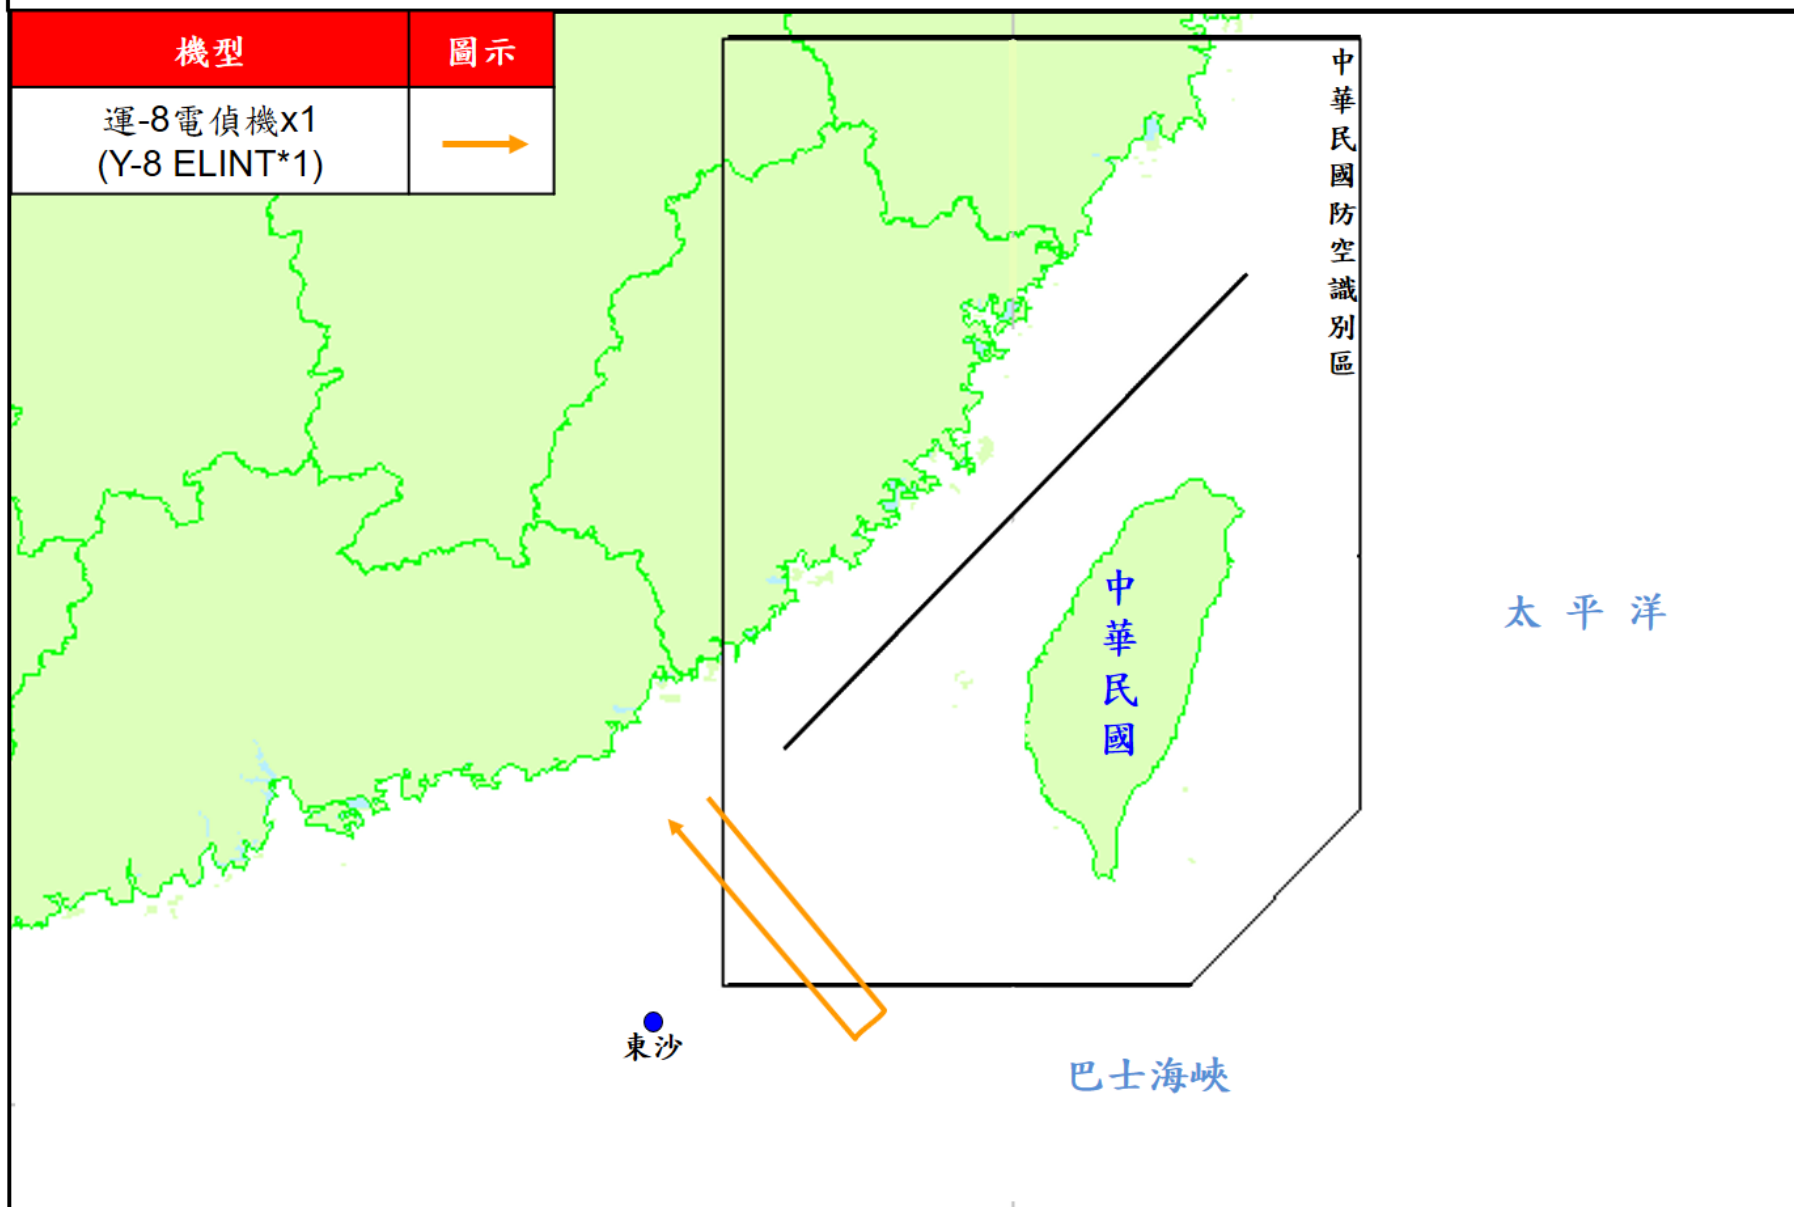 機型
圖示
運-8電偵機x1
(Y-8 ELINT*1)
中華民國防空識別區
中華民國
太平洋
東沙
巴士海峽